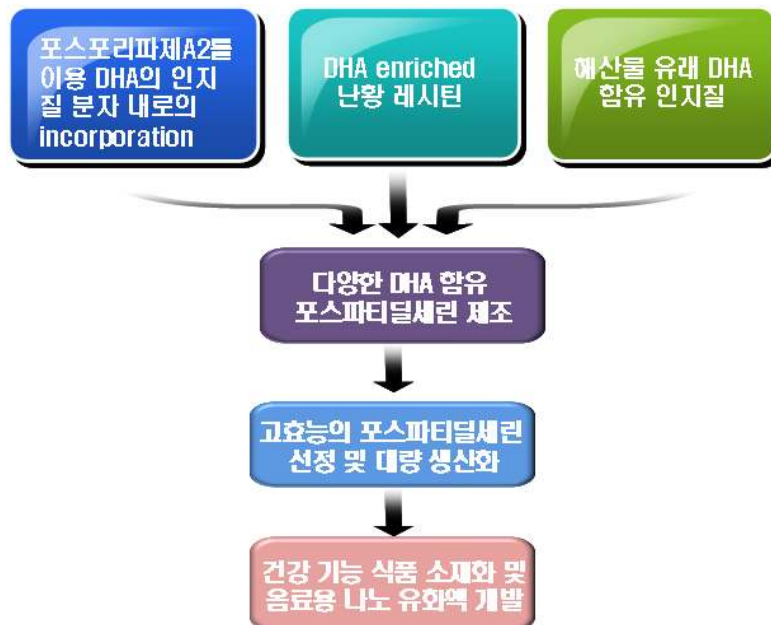 포스포리파제A2를
이용 DHA의 인지
질 분자 내로의
incorporation
DHA enriched
난황 레시틴
해산물 유래 DHA
함유 인지질
다양한 DHA 함유
포스파티딜세린 제조
고효능의 포스파티딜세린
선정 및 대량 생산화
건강 기능 식품 소재화 및
음료용 나노 유화액 개발